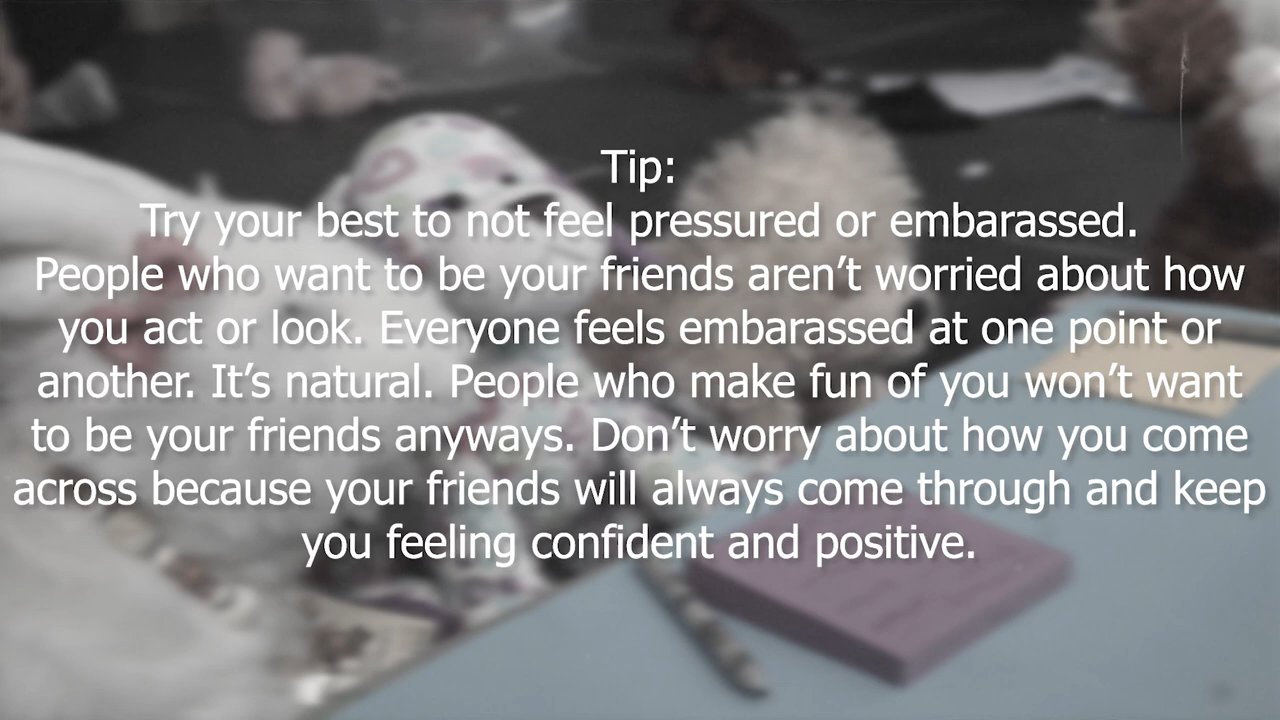 Tip:
Try your best to not feel pressured or embarassed.
People who want to be your friends aren’t worried about how
you act or look. Everyone feels embarassed at one point or
another. It’s natural. People who make fun of you won’t want
to be your friends anyways. Don’t worry about how you come
across because your friends will always come through and keep
you feeling confident and positive.